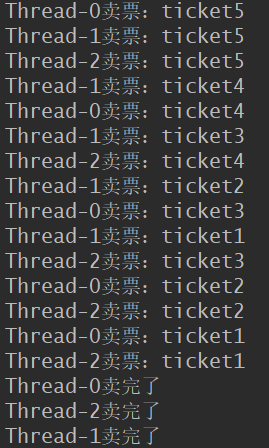 Thread-0卖票：ticket5
Thread-1卖票：ticket5
Thread-2卖票：ticket5
Thread-1卖票：ticket4
Thread-0卖票：ticket4
Thread-1卖票：ticket3
Thread-2卖票：ticket4
Thread-1卖票：ticket2
Thread-0卖票：ticket3
Thread-1卖票：ticket1
Thread-2卖票：ticket3
Thread-0卖票：ticket2
Thread-2卖票：ticket2
Thread-0卖票：ticket1
Thread-2卖票：ticket1
Thread-0卖完了
Thread-2卖完了
Thread-1卖完了